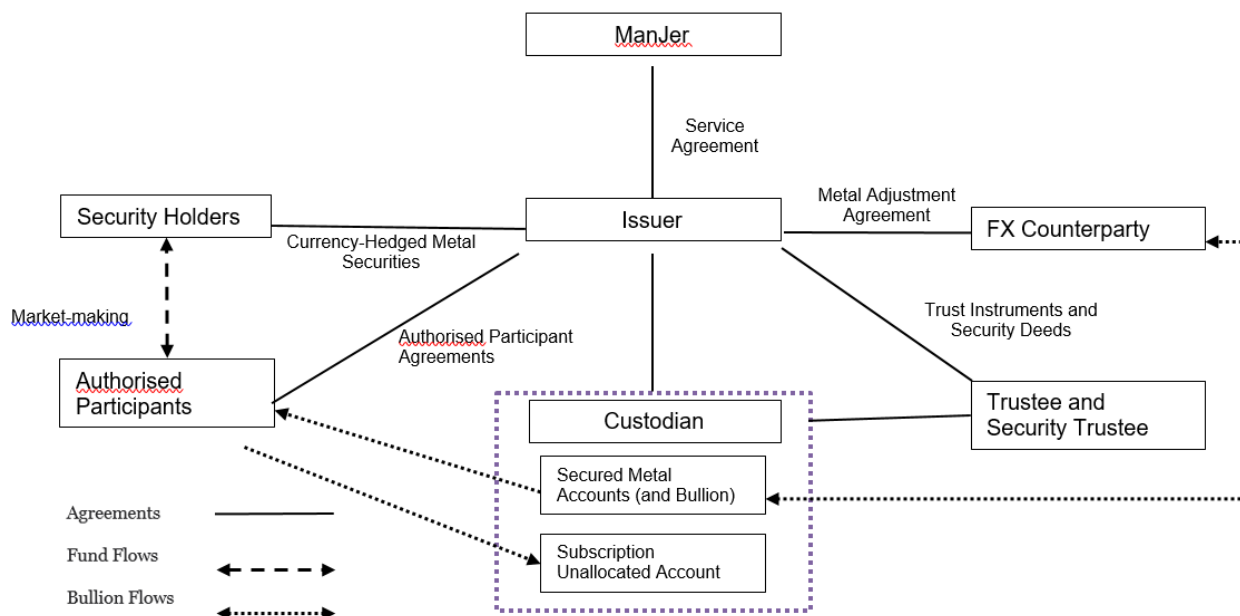 ManJer
Service
Agreement
Security Holders
Issuer
Metal Adjustment
Agreement
FX Counterparty
Currency-Hedged Metal
Securities
Market-making
Authorised Participant
Agreements
Trust Instruments and
Security Deeds
Authorised
Participants
Custodian
Trustee and
Security Trustee
Secured Metal
Accounts (and Bullion)
Subscription
Unallocated Account
Agreements
Fund Flows
Bullion Flows